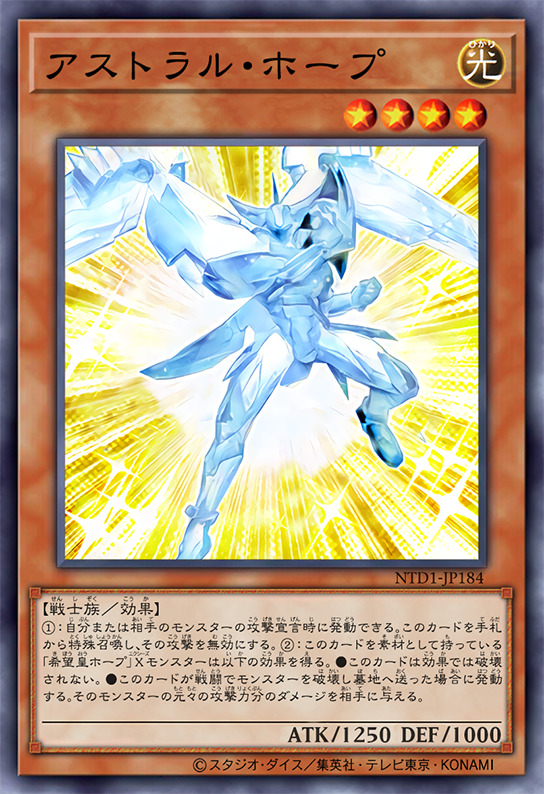 アストラル・ホープ
光
NTD1-JP184
【戦士族／効果】
①：自分または相手のモンスターの攻撃宣言時に発動できる。このカードを手札
から特殊召喚し、その攻撃を無効にする。②：このカードを素材として持っている
「希望皇ホープ」Xモンスターは以下の効果を得る。●このカードは効果では破壊
されない。●このカードが戦闘でモンスターを破壊し墓地へ送った場合に発動
する。そのモンスターの元々の攻撃力分のダメージを相手に与える。
ATK/1250 DEF/1000
©スタジオ・ダイス／集英社・テレビ東京・KONAMI